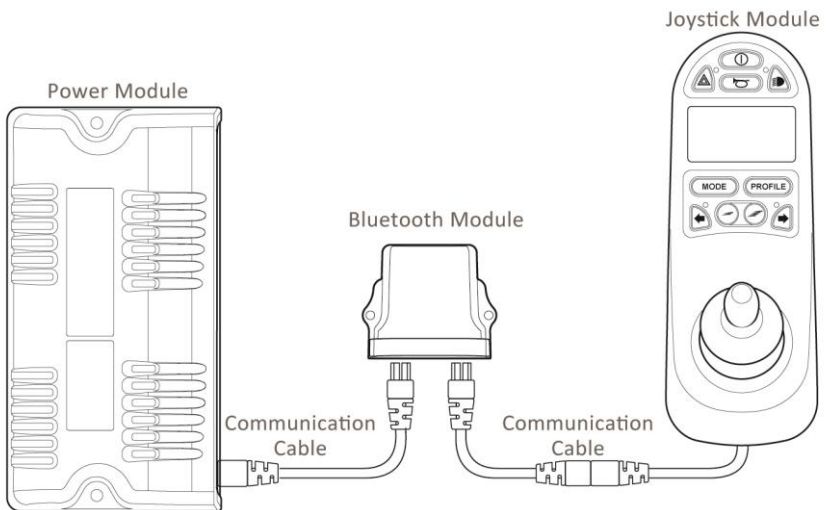 Joystick Module
Power Module
MODE
PROFILE
Bluetooth Module
Communication
Cable
Communication
Cable